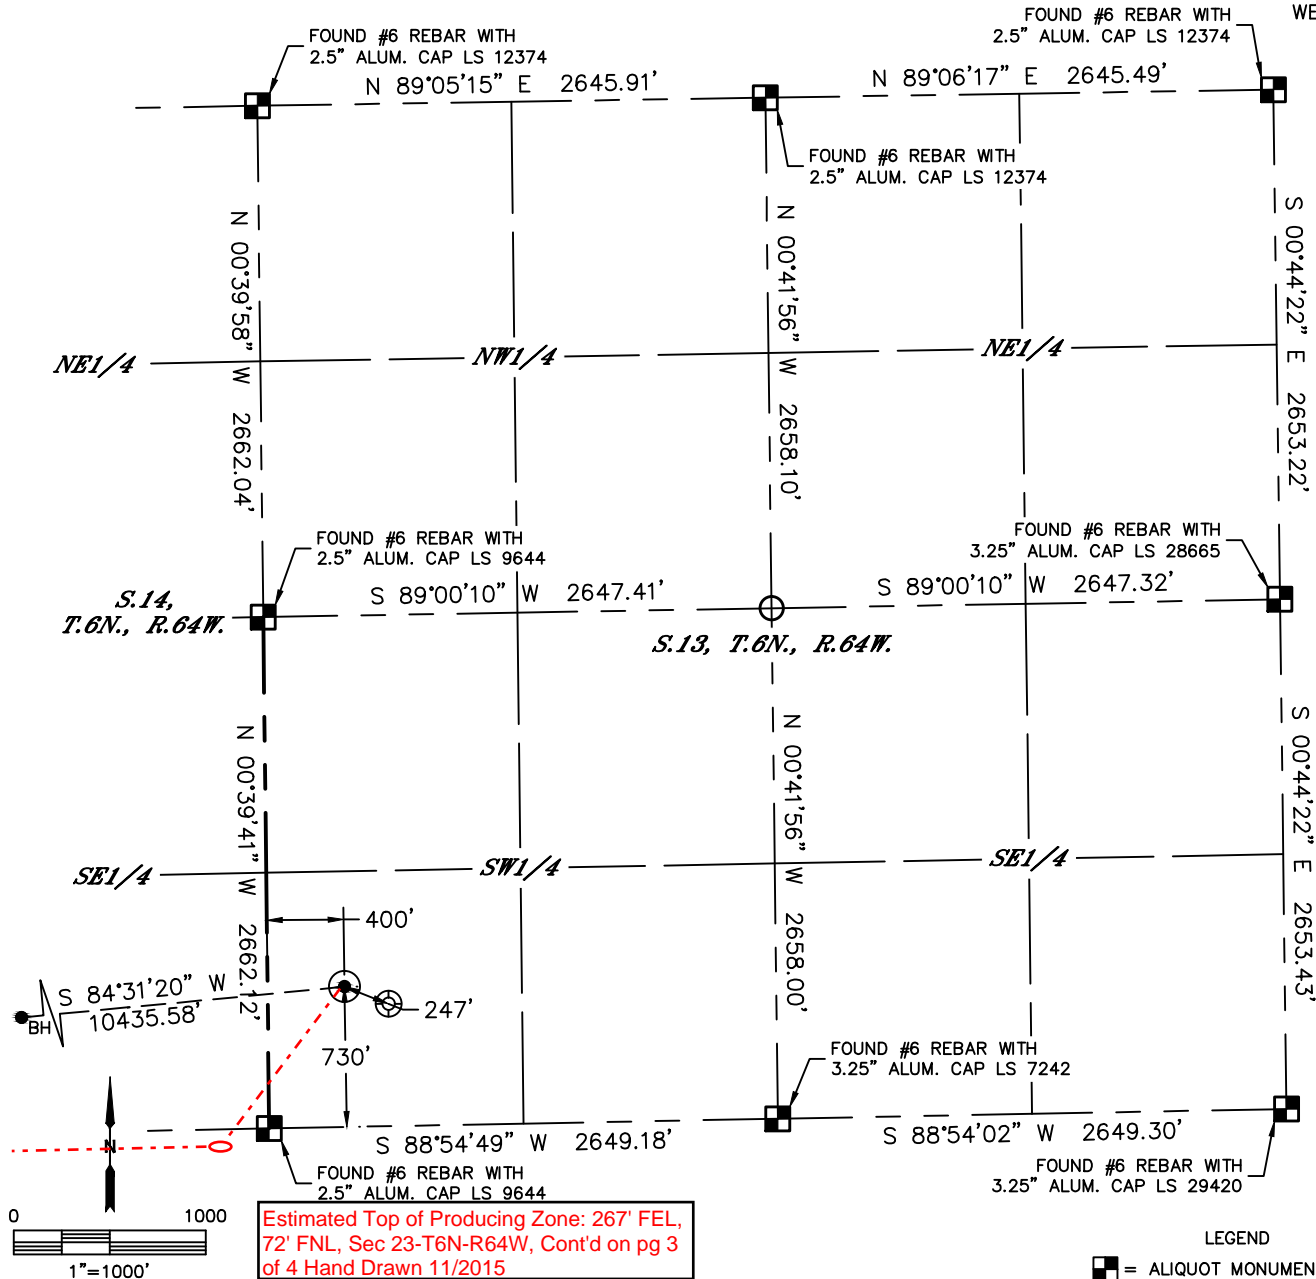 FOUND #6 REBAR WITH
2.5" ALUM. CAP LS 12374
FOUND #6 REBAR WITH
2.5" ALUM. CAP LS 12374
WE
N 89°05'15" E 2645.91'
N 89°06'17" E 2645.49'
FOUND #6 REBAR WITH
2.5" ALUM. CAP LS 12374
N 00°39'58" W 2662.04'
N 00°41'56" W 2658.10'
S 00°44'22" E 2653.22'
NE1/4
NW1/4
NE1/4
FOUND #6 REBAR WITH
2.5" ALUM. CAP LS 9644
FOUND #6 REBAR WITH
3.25" ALUM. CAP LS 28665
S 89°00'10" W 2647.41'
S 89°00'10" W 2647.32'
S.14,
T.6N., R.64W.
S.13, T.6N., R.64W.
N 00°39'41" W 2662.12'
N 00°41'56" W 2658.00'
S 00°44'22" E 2653.43'
SE1/4
SW1/4
SE1/4
400'
S 84°31'20" W
10435.58'
BH
247'
730'
FOUND #6 REBAR WITH
3.25" ALUM. CAP LS 7242
N
S 88°54'49" W 2649.18'
S 88°54'02" W 2649.30'
FOUND #6 REBAR WITH
2.5" ALUM. CAP LS 9644
FOUND #6 REBAR WITH
3.25" ALUM. CAP LS 29420
0 1000
1"=1000'
Estimated Top of Producing Zone: 267' FEL,
72' FNL, Sec 23-T6N-R64W, Cont'd on pg 3
of 4 Hand Drawn 11/2015
LEGEND
= ALIQUOT MONUMEN